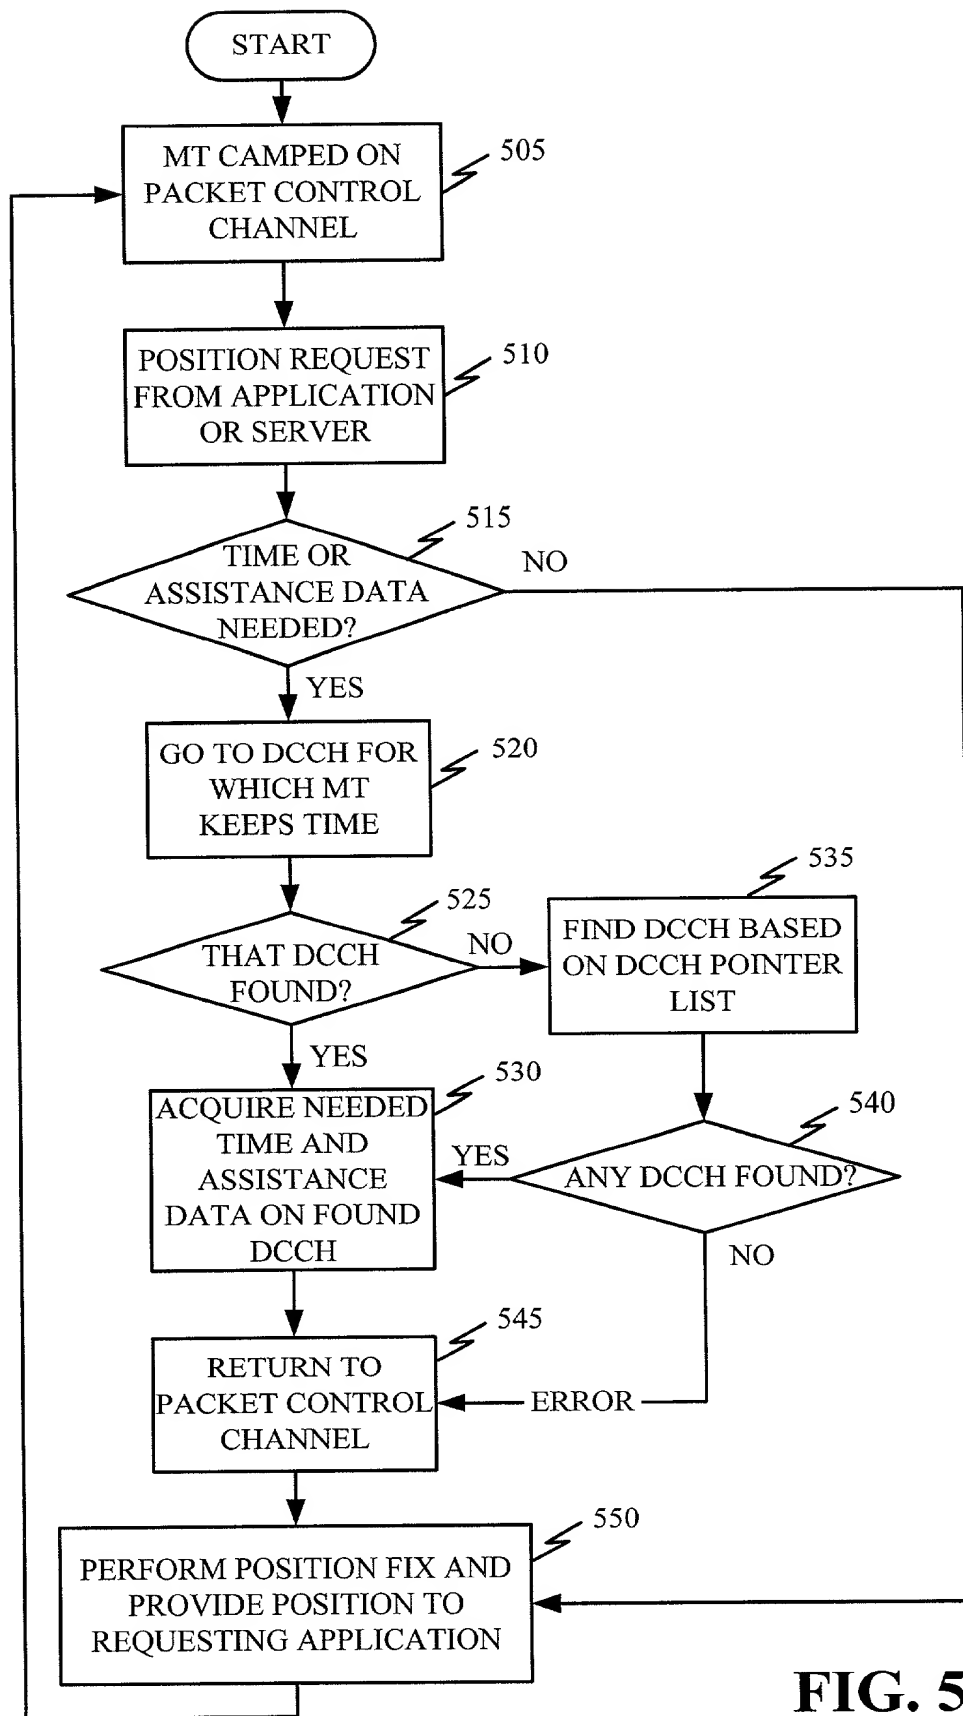 START
MT CAMPED ON
PACKET CONTROL
CHANNEL
505
POSITION REQUEST
FROM APPLICATION
OR SERVER
510
TIME OR
ASSISTANCE DATA
NEEDED?
515
NO
YES
GO TO DCCH FOR
WHICH MT
KEEPS TIME
520
THAT DCCH
FOUND?
525
NO
FIND DCCH BASED
ON DCCH POINTER
LIST
535
YES
ACQUIRE NEEDED
TIME AND
ASSISTANCE
DATA ON FOUND
DCCH
530
YES
ANY DCCH FOUND?
540
NO
RETURN TO
PACKET CONTROL
CHANNEL
545
ERROR
PERFORM POSITION FIX AND
PROVIDE POSITION TO
REQUESTING APPLICATION
550
FIG. 5